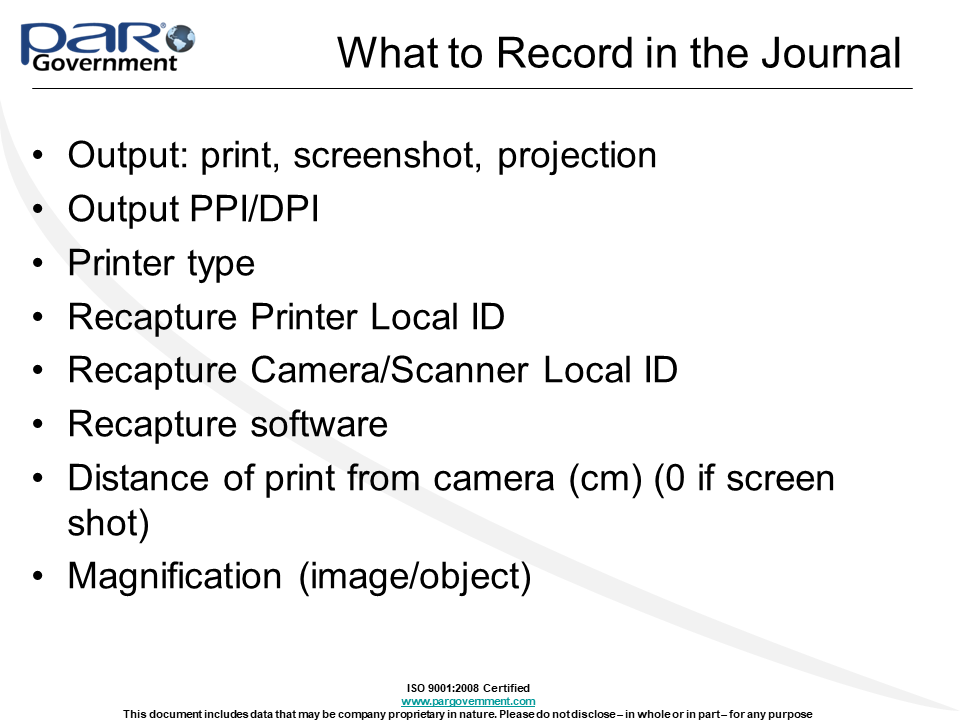 PAR Government
What to Record in the Journal
• Output: print, screenshot, projection
• Output PPI/DPI
• Printer type
• Recapture Printer Local ID
• Recapture Camera/Scanner Local ID
• Recapture software
• Distance of print from camera (cm) (0 if screen
shot)
• Magnification (image/object)
ISO 9001:2008 Certified
www.pargovernment.com
This document includes data that may be company proprietary in nature. Please do not disclose – in whole or in part – for any purpose